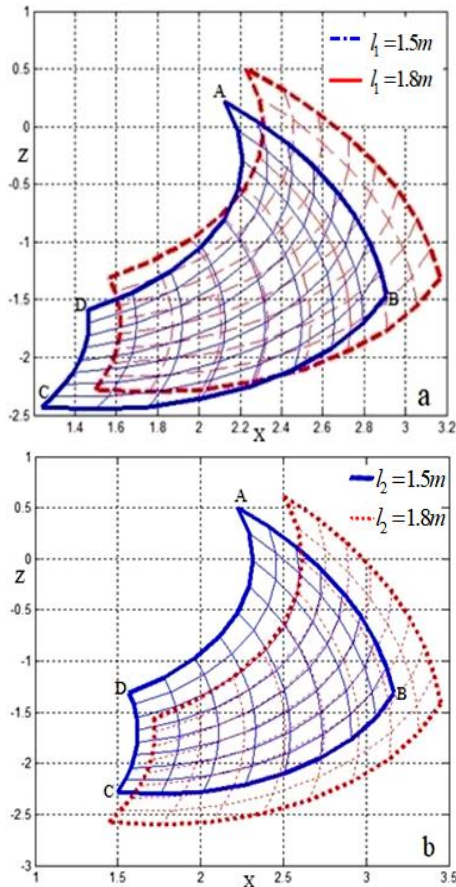 1
l₁ = 1.5m
l₁ = 1.8m
0.5
A
0
Z
-0.5
-1
-1.5
D
B
-2
C
-2.5
a
1.4 1.6 1.8 2 2.2 2.4 2.6 2.8 3 3.2
X
1
l₂ = 1.5m
l₂ = 1.8m
0.5
A
0
Z
-0.5
-1
D
B
-1.5
-2
C
-2.5
b
-3
1 1.5 2 2.5 3 3.5
X